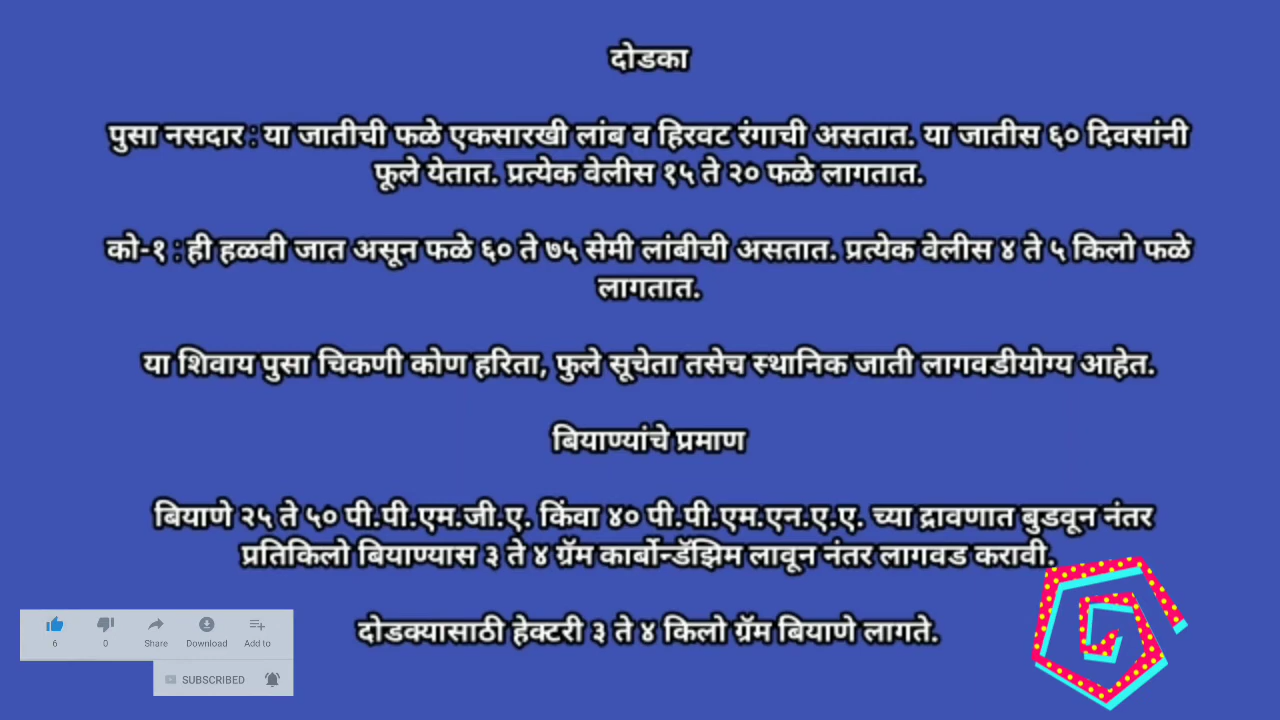 दोडका
पुसा नसदार : या जातीची फळे एकसारखी लांब व हिरवट रंगाची असतात. या जातीस ६० दिवसांनी
फूले येतात. प्रत्येक वेलीस १५ ते २० फळे लागतात.
को-१ : ही हळवी जात असून फळे ६० ते ७५ सेमी लांबीची असतात. प्रत्येक वेलीस ४ ते ५ किलो फळे
लागतात.
या शिवाय पुसा चिकणी कोण हरिता, फुले सूचेता तसेच स्थानिक जाती लागवडीयोग्य आहेत.
बियाण्यांचे प्रमाण
बियाणे २५ ते ५० पी.पी.एम.जी.ए. किंवा ४० पी.पी.एम.एन.ए.ए. च्या द्रावणात बुडवून नंतर
प्रतिकिलो बियाण्यास ३ ते ४ ग्रॅम कार्बोन्डॅझिम लावून नंतर लागवड करावी.
दोडक्यासाठी हेक्टरी ३ ते ४ किलो ग्रॅम बियाणे लागते.
6 0 Share Download Add to
SUBSCRIBED